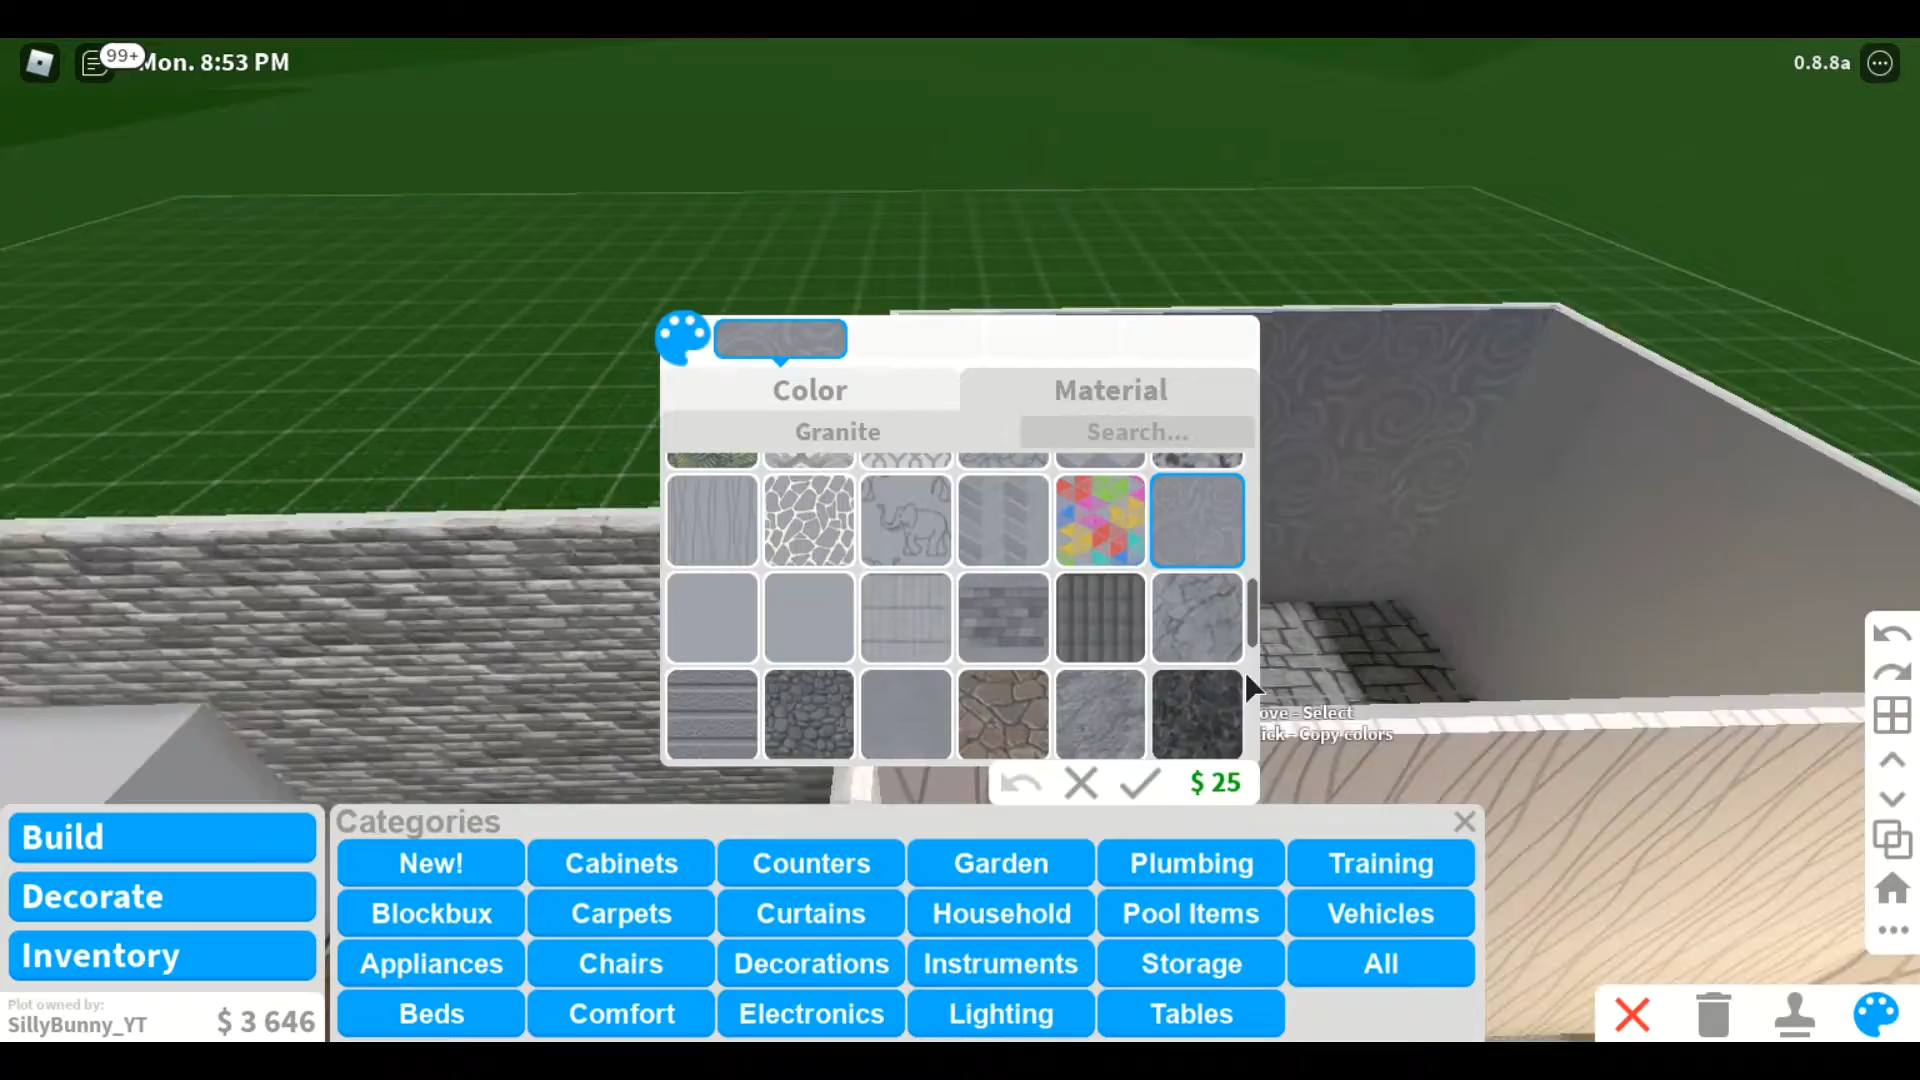 99+
Mon. 8:53 PM
0.8.8a
Color
Material
Granite
Search...
ove - Select
ick - Copy colors
$ 25
Build
Decorate
Inventory
Plot owned by:
SillyBunny_YT
$ 3 646
Categories
New!
Cabinets
Counters
Garden
Plumbing
Training
Blockbux
Carpets
Curtains
Household
Pool Items
Vehicles
Appliances
Chairs
Decorations
Instruments
Storage
All
Beds
Comfort
Electronics
Lighting
Tables